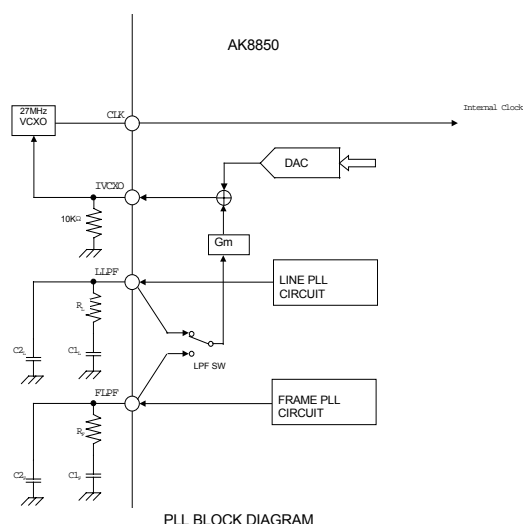 AK8850
27MHz
VCXO
CLK
Internal Clock
DAC
IVCXO
10KΩ
Gm
LLPF
LINE PLL
CIRCUIT
RL
C2L
C1L
LPF SW
FLPF
FRAME PLL
CIRCUIT
RF
C2F
C1F
PLL BLOCK DIAGRAM